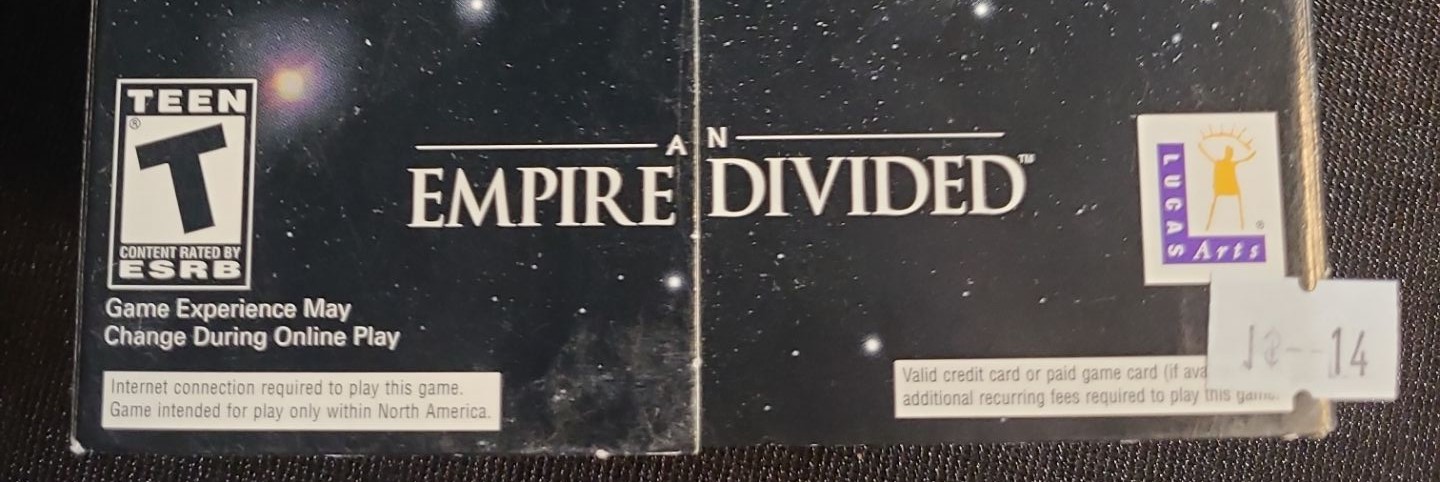 TEEN
T
®
CONTENT RATED BY
ESRB
Game Experience May
Change During Online Play
Internet connection required to play this game.
Game intended for play only within North America.
AN
EMPIRE DIVIDED™
LUCAS
Arts
®
Valid credit card or paid game card (if
additional recurring fees required to play this
14